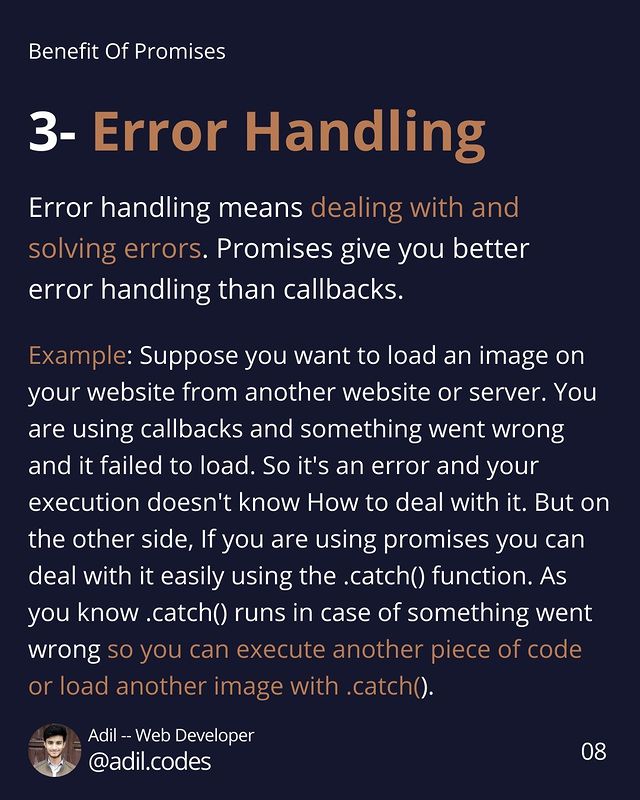 Benefit Of Promises
3- Error Handling
Error handling means dealing with and
solving errors. Promises give you better
error handling than callbacks.
Example: Suppose you want to load an image on
your website from another website or server. You
are using callbacks and something went wrong
and it failed to load. So it's an error and your
execution doesn't know How to deal with it. But on
the other side, If you are using promises you can
deal with it easily using the .catch() function. As
you know .catch() runs in case of something went
wrong so you can execute another piece of code
or load another image with .catch().
Adil -- Web Developer
@adil.codes
08